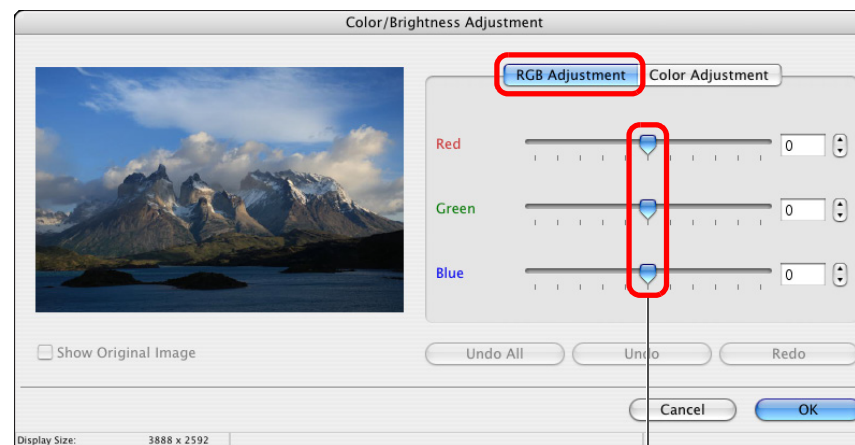 Color/Brightness Adjustment
RGB Adjustment Color Adjustment
Red 0
Green 0
Blue 0
Show Original Image
Undo All Undo Redo
Cancel OK
Display Size: 3888 x 2592